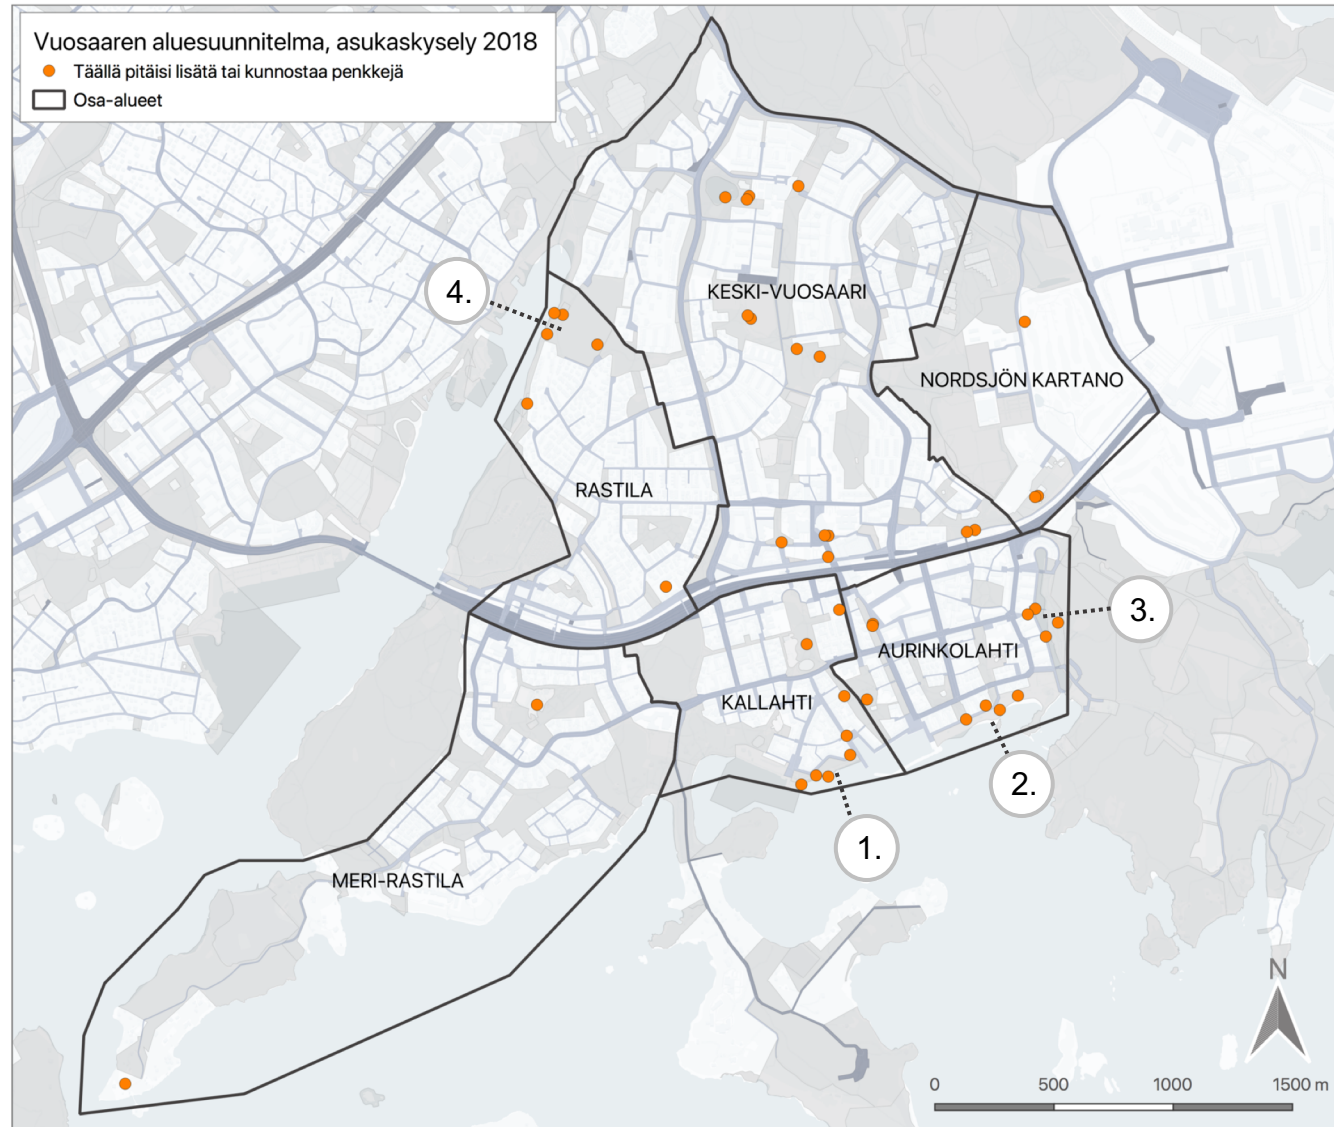 Vuosaaren aluesuunnitelma, asukaskysely 2018
Täällä pitäisi lisätä tai kunnostaa penkkejä
Osa-alueet
4.
KESKI-VUOSAARI
NORDSJÖN KARTANO
RASTILA
3.
AURINKOLAHTI
KALLAHTI
2.
1.
MERI-RASTILA
N
0 500 1000 1500 m